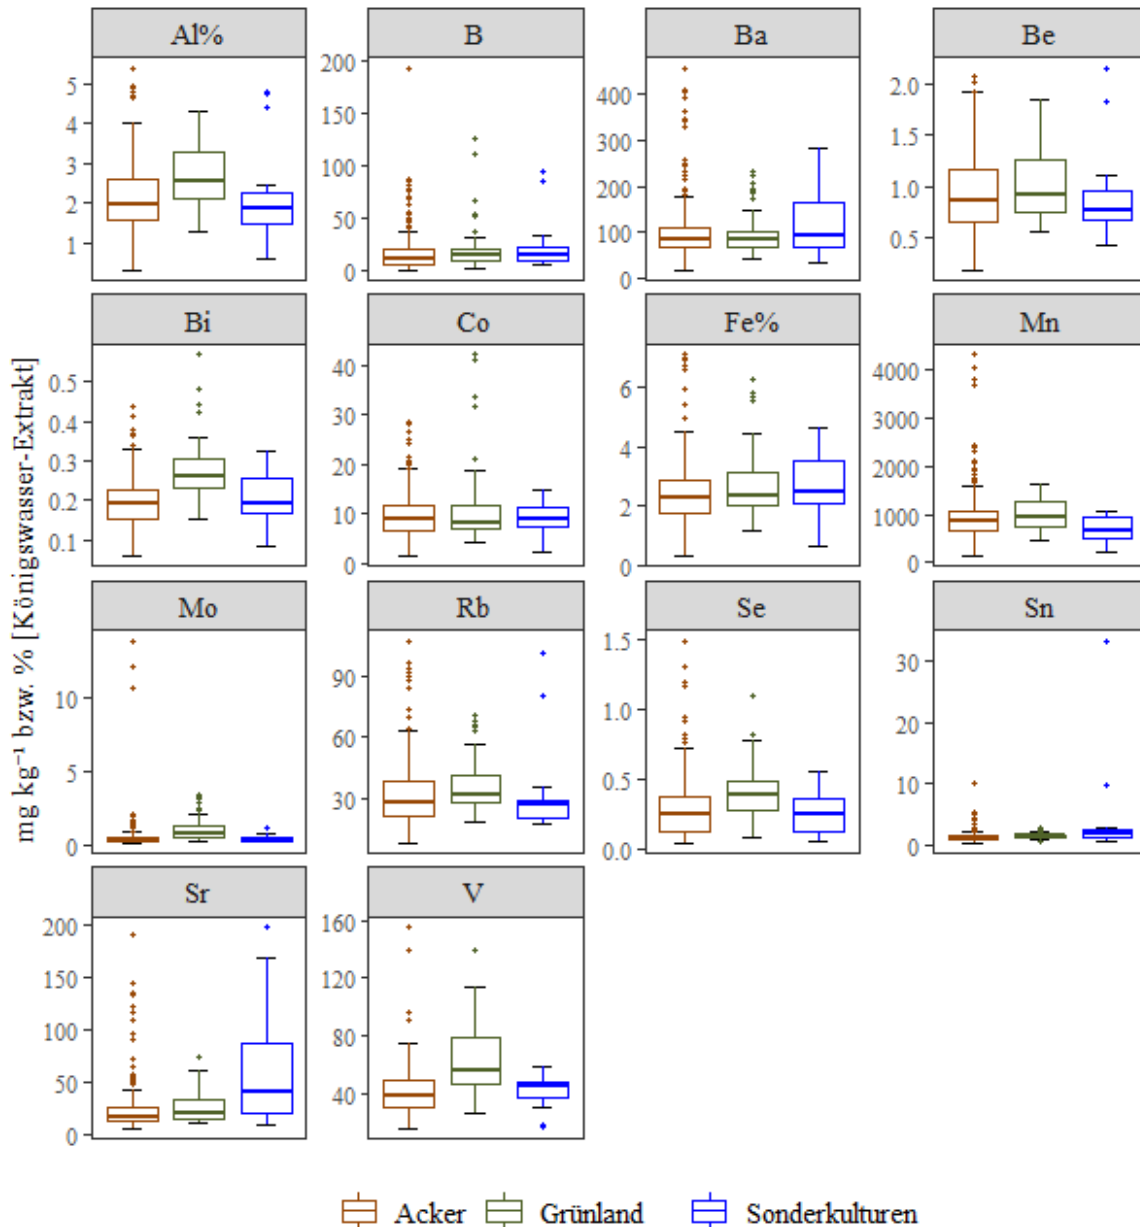 Al% B Ba Be
5 4 3 2 1
200 150 100 50 0
400 300 200 100 0
2.0 1.5 1.0 0.5
Bi Co Fe% Mn
0.5 0.4 0.3 0.2 0.1
40 30 20 10 0
6 4 2 0
4000 3000 2000 1000 0
Mo Rb Se Sn
10 5 0
90 60 30
1.5 1.0 0.5 0.0
30 20 10 0
Sr V
200 150 100 50 0
160 120 80 40
mg kg⁻¹ bzw. % [Königswasser-Extrakt]
Acker Grünland Sonderkulturen